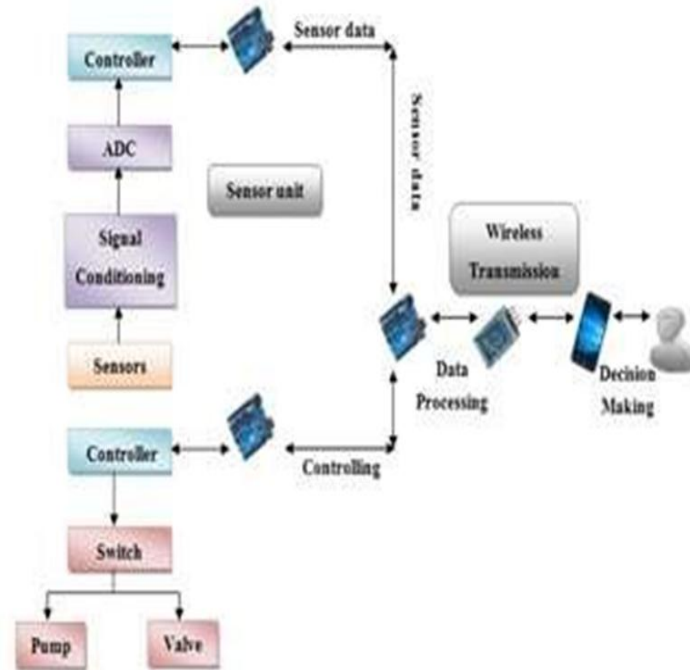 Sensor data
Controller
Sensor data
ADC
Sensor unit
Signal
Conditioning
Wireless
Transmission
Sensors
Data
Processing
Decision
Making
Controller
Controlling
Switch
Pump
Valve